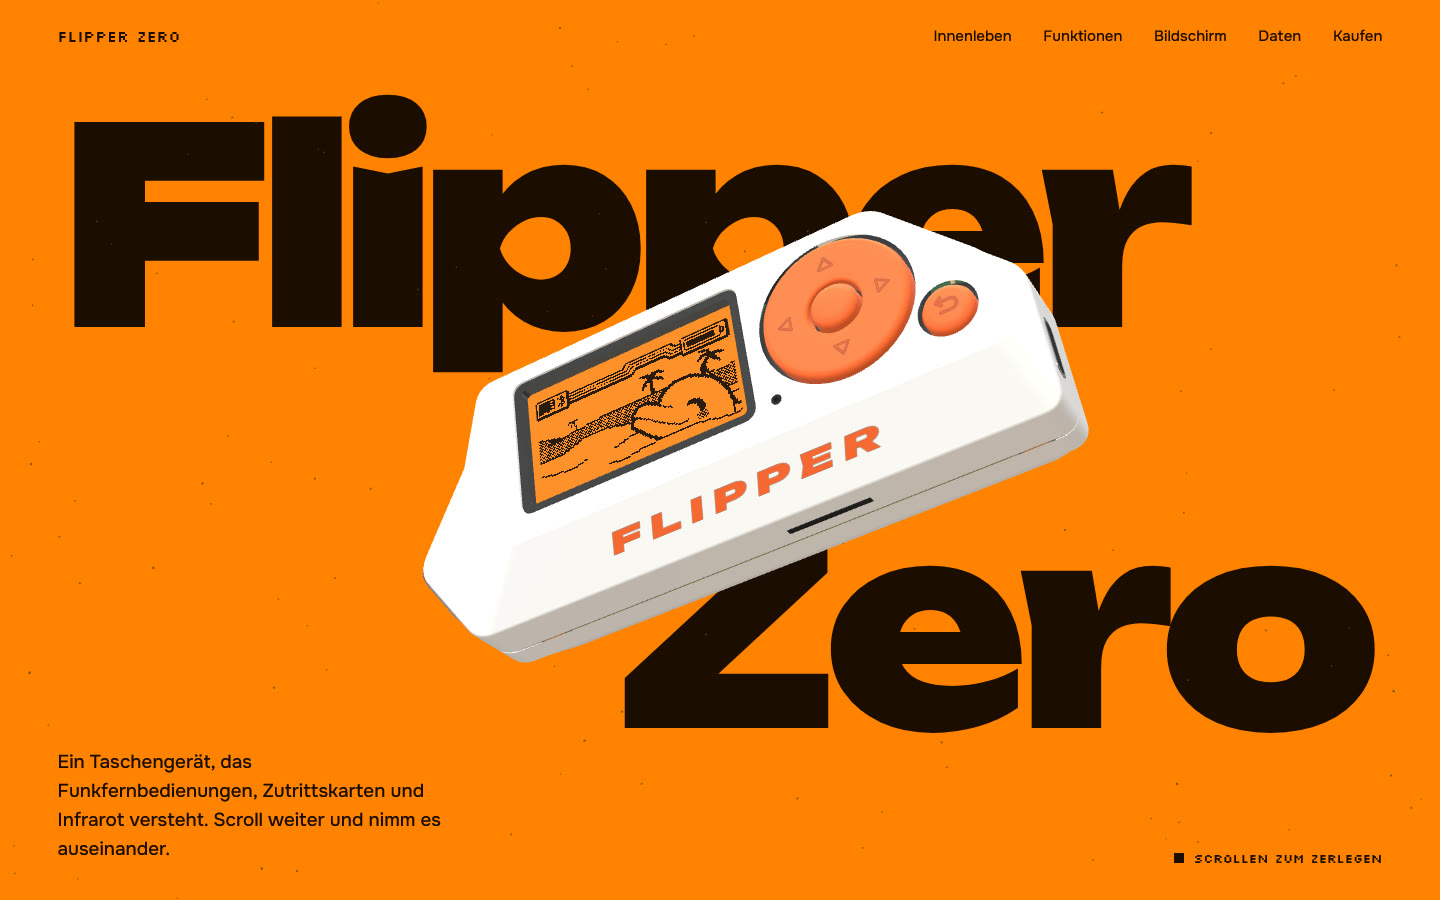 FLIPPER ZERO
Innenleben Funktionen Bildschirm Daten Kaufen
Flipper
FLIPPER
Zero
Ein Taschengerät, das
Funkfernbedienungen, Zutrittskarten und
Infrarot versteht. Scroll weiter und nimm es
auseinander.
SCROLLEN ZUM ZERLEGEN